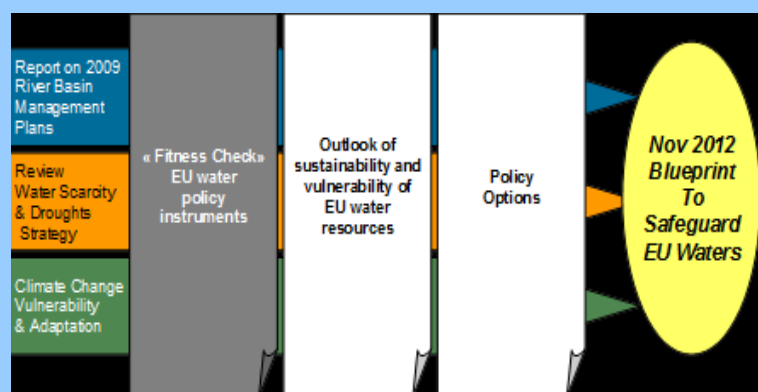 Report on 2009
River Basin
Management
Plans
Review
Water Scarcity
& Droughts
Strategy
Climate Change
Vulnerability
& Adaptation
« Fitness Check»
EU water
policy
instruments
Outlook of
sustainability and
vulnerability of
EU water
resources
Policy
Options
Nov 2012
Blueprint
To
Safeguard
EU Waters